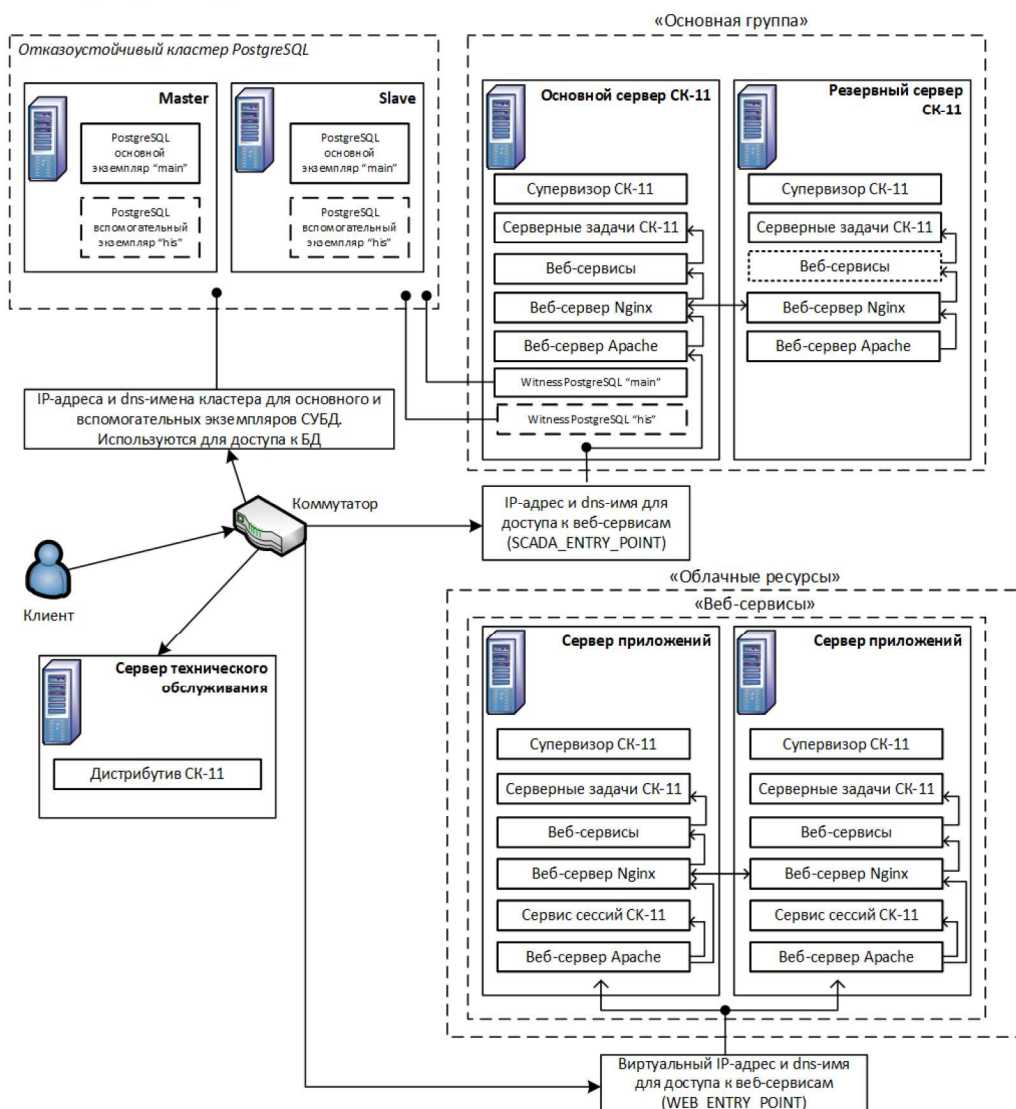 «Основная группа»
Отказоустойчивый кластер PostgreSQL
Master
PostgreSQL
основной
экземпляр "main"
PostgreSQL
вспомогательный
экземпляр "his"
Slave
PostgreSQL
основной
экземпляр "main"
PostgreSQL
вспомогательный
экземпляр "his"
Основной сервер СК-11
Супервизор СК-11
Серверные задачи СК-11
Веб-сервисы
Веб-сервер Nginx
Веб-сервер Apache
Witness PostgreSQL "main"
Witness PostgreSQL "his"
Резервный сервер
СК-11
Супервизор СК-11
Серверные задачи СК-11
Веб-сервисы
Веб-сервер Nginx
Веб-сервер Apache
IP-адреса и dns-имена кластера для основного и
вспомогательных экземпляров СУБД.
Используются для доступа к БД
Коммутатор
IP-адрес и dns-имя для
доступа к веб-сервисам
(SCADA_ENTRY_POINT)
Клиент
Сервер технического
обслуживания
Дистрибутив СК-11
«Облачные ресурсы»
«Веб-сервисы»
Сервер приложений
Супервизор СК-11
Серверные задачи СК-11
Веб-сервисы
Веб-сервер Nginx
Сервис сессий СК-11
Веб-сервер Apache
Сервер приложений
Супервизор СК-11
Серверные задачи СК-11
Веб-сервисы
Веб-сервер Nginx
Сервис сессий СК-11
Веб-сервер Apache
Виртуальный IP-адрес и dns-имя
для доступа к веб-сервисам
(WEB_ENTRY_POINT)